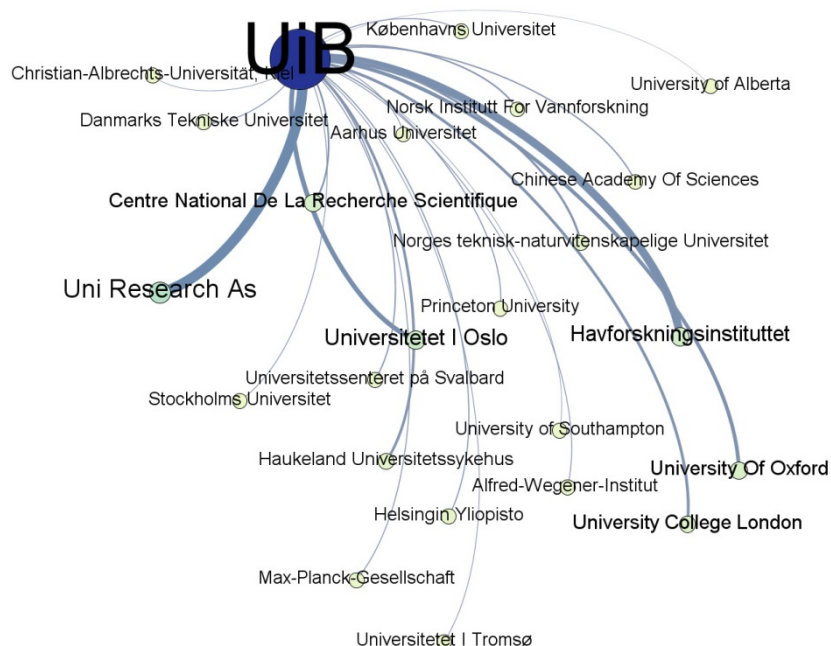 UiB
Københavns Universitet
Christian-Albrechts-Universität, Kiel
University of Alberta
Norsk Institutt For Vannforskning
Danmarks Tekniske Universitet
Aarhus Universitet
Chinese Academy Of Sciences
Centre National De La Recherche Scientifique
Norges teknisk-naturvitenskapelige Universitet
Uni Research As
Princeton University
Universitetet I Oslo
Havforskningsinstituttet
Universitetssenteret på Svalbard
Stockholms Universitet
University of Southampton
Haukeland Universitetssykehus
University Of Oxford
Alfred-Wegener-Institut
Helsingin Yliopisto
University College London
Max-Planck-Gesellschaft
Universitetet I Tromsø